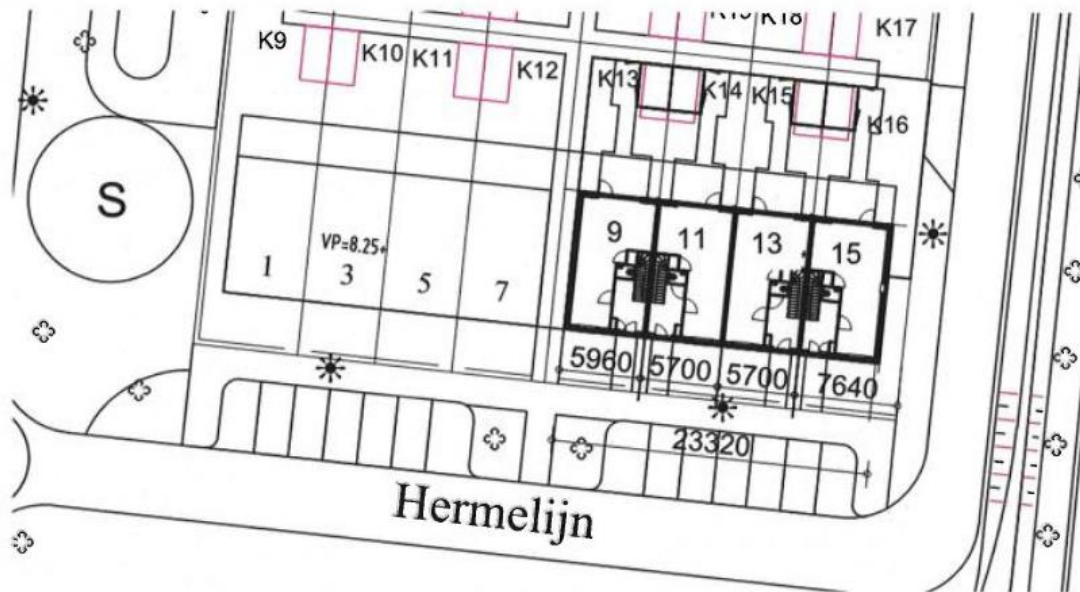 K15 K18 K17
K9 K10 K11 K12
K13 K14 K15 K16
S
9 11 13 15
VP=8.25+
1 3 5 7
5960 5700 5700 7640
23320
Hermelijn